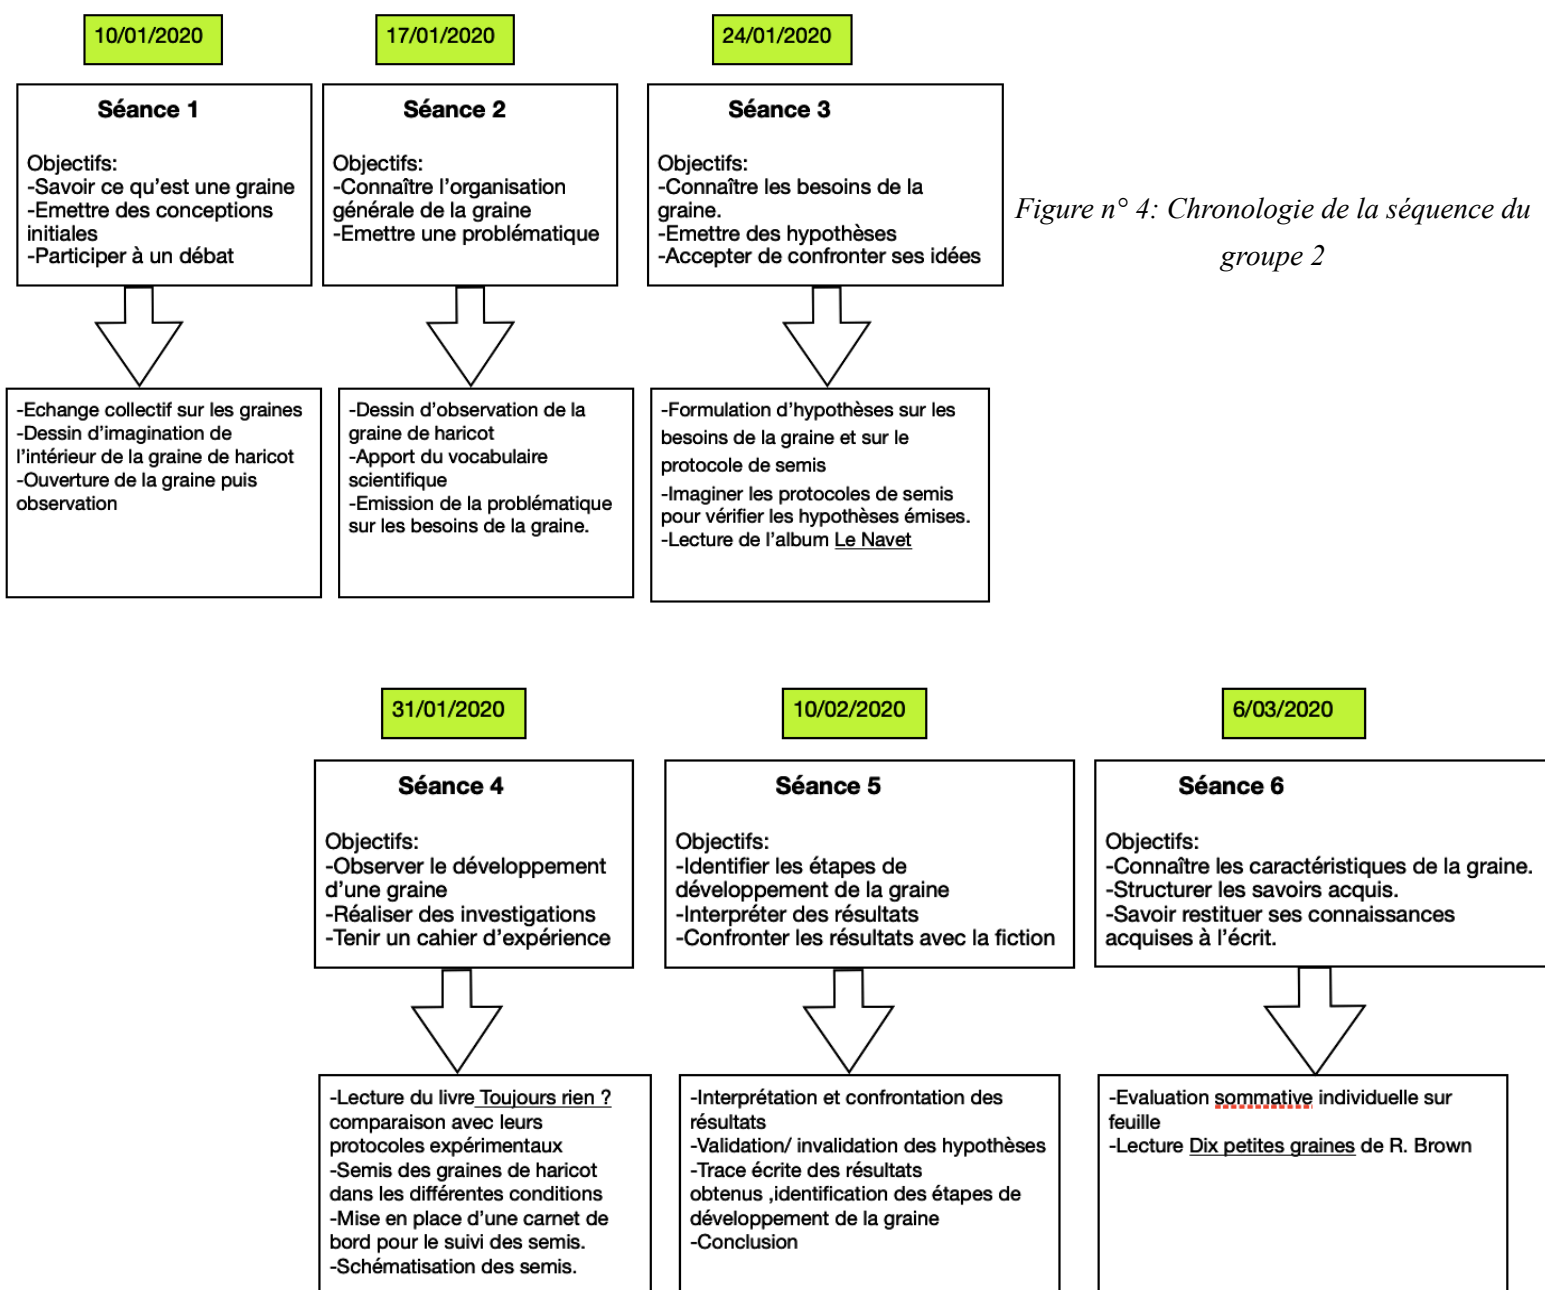 10/01/2020
Séance 1
Objectifs:
-Savoir ce qu'est une graine
-Emettre des conceptions
initiales
-Participer à un débat
-Echange collectif sur les graines
-Dessin d'imagination de
l'intérieur de la graine de haricot
-Ouverture de la graine puis
observation
17/01/2020
Séance 2
Objectifs:
-Connaître l'organisation
générale de la graine
-Emettre une problématique
-Dessin d'observation de la
graine de haricot
-Apport du vocabulaire
scientifique
-Emission de la problématique
sur les besoins de la graine.
24/01/2020
Séance 3
Objectifs:
-Connaître les besoins de la
graine.
-Emettre des hypothèses
-Accepter de confronter ses idées
-Formulation d'hypothèses sur les
besoins de la graine et sur le
protocole de semis
-Imaginer les protocoles de semis
pour vérifier les hypothèses émises.
-Lecture de l'album Le Navet
Figure n° 4: Chronologie de la séquence du
groupe 2
31/01/2020
Séance 4
Objectifs:
-Observer le développement
d'une graine
-Réaliser des investigations
-Tenir un cahier d'expérience
-Lecture du livre Toujours rien ?
comparaison avec leurs
protocoles expérimentaux
-Semis des graines de haricot
dans les différentes conditions
-Mise en place d'une carnet de
bord pour le suivi des semis.
-Schématisation des semis.
10/02/2020
Séance 5
Objectifs:
-Identifier les étapes de
développement de la graine
-Interpréter des résultats
-Confronter les résultats avec la fiction
-Interprétation et confrontation des
résultats
-Validation/ invalidation des hypothèses
-Trace écrite des résultats
obtenus ,identification des étapes de
développement de la graine
-Conclusion
6/03/2020
Séance 6
Objectifs:
-Connaître les caractéristiques de la graine.
-Structurer les savoirs acquis.
-Savoir restituer ses connaissances
acquises à l'écrit.
-Evaluation sommative individuelle sur
feuille
-Lecture Dix petites graines de R. Brown